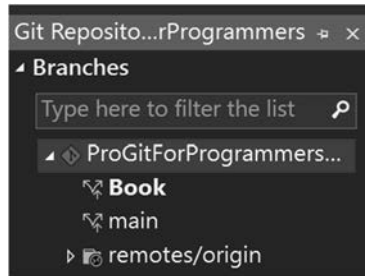 Git Reposito...rProgrammers
Branches
Type here to filter the list
ProGitForProgrammers...
Book
main
remotes/origin